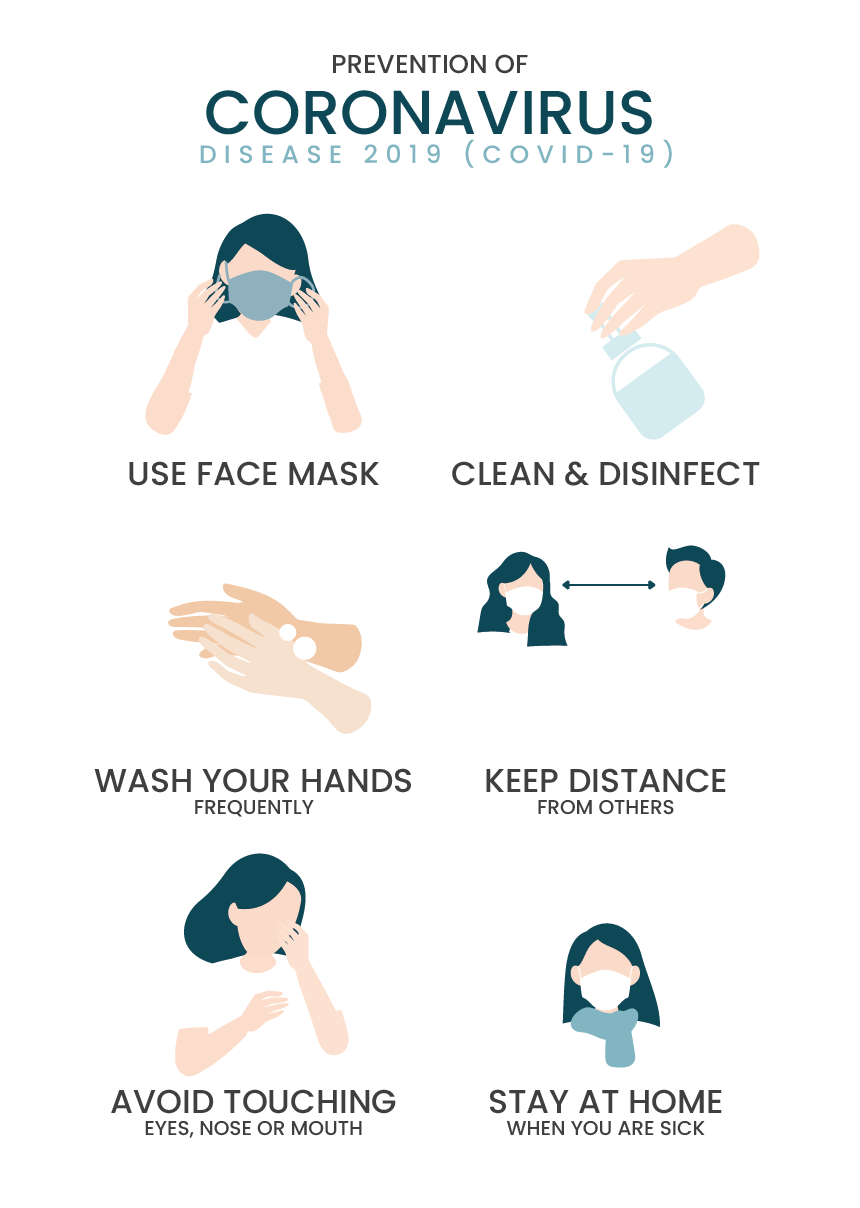 PREVENTION OF
CORONAVIRUS
DISEASE 2019 (COVID-19)
USE FACE MASK
CLEAN & DISINFECT
WASH YOUR HANDS
FREQUENTLY
KEEP DISTANCE
FROM OTHERS
AVOID TOUCHING
EYES, NOSE OR MOUTH
STAY AT HOME
WHEN YOU ARE SICK